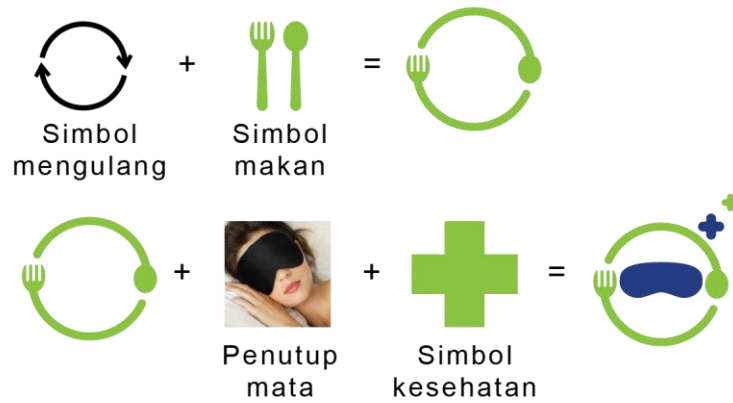 + =
Simbol mengulang
Simbol makan
+ + =
Penutup mata
Simbol kesehatan